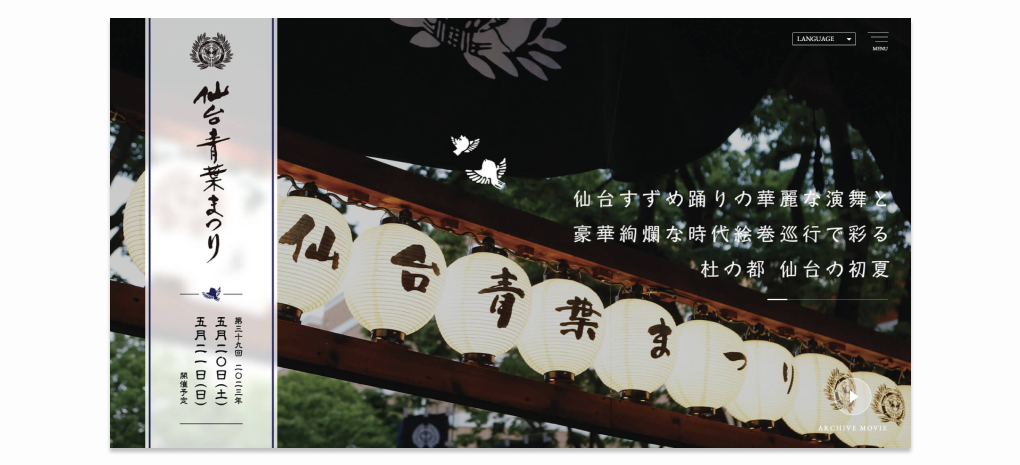 LANGUAGE
MENU
仙台青葉まつり
第三十九回 二〇二三年
五月二〇日(土)
五月二一日(日)
開催予定
仙台すずめ踊りの華麗な演舞と
豪華絢爛な時代絵巻巡行で彩る
杜の都 仙台の初夏
仙台青葉まつり
ARCHIVE MOVIE